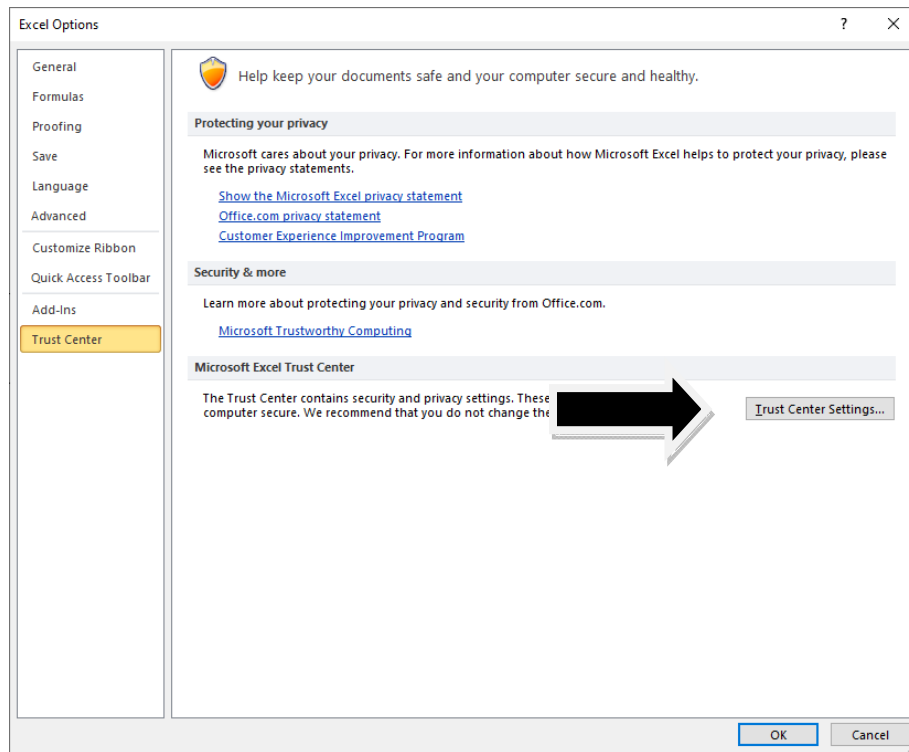 Excel Options
?
General
Formulas
Proofing
Save
Language
Advanced
Customize Ribbon
Quick Access Toolbar
Add-Ins
Trust Center
Help keep your documents safe and your computer secure and healthy.
Protecting your privacy
Microsoft cares about your privacy. For more information about how Microsoft Excel helps to protect your privacy, please
see the privacy statements.
Show the Microsoft Excel privacy statement
Office.com privacy statement
Customer Experience Improvement Program
Security & more
Learn more about protecting your privacy and security from Office.com.
Microsoft Trustworthy Computing
Microsoft Excel Trust Center
The Trust Center contains security and privacy settings. These
computer secure. We recommend that you do not change
Trust Center Settings...
OK
Cancel